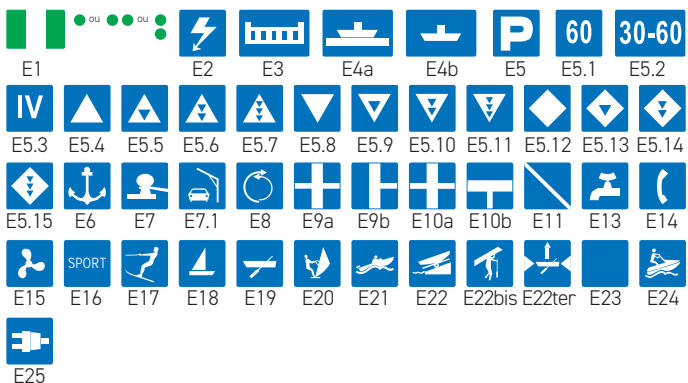 ou ou
P 60 30-60
E1 E2 E3 E4a E4b E5 E5.1 E5.2
IV
E5.3 E5.4 E5.5 E5.6 E5.7 E5.8 E5.9 E5.10 E5.11 E5.12 E5.13 E5.14
E5.15 E6 E7 E7.1 E8 E9a E9b E10a E10b E11 E13 E14
SPORT
E15 E16 E17 E18 E19 E20 E21 E22 E22bis E22ter E23 E24
E25